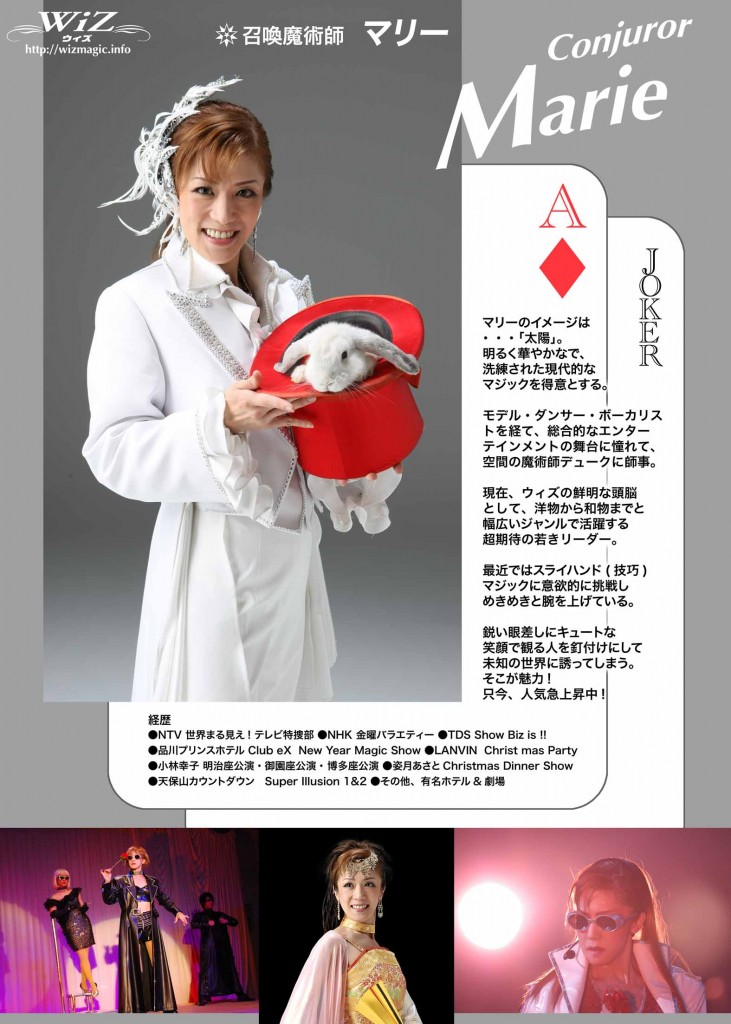 WiZ
ウィズ
http://wizmagic.info
召喚魔術師 マリー
Conjuror
Marie
A
JOKER
マリーのイメージは
・・・「太陽」。
明るく華やかなで、
洗練された現代的な
マジックを得意とする。
モデル・ダンサー・ボーカリス
トを経て、総合的なエンター
テインメントの舞台に憧れて、
空間の魔術師デュークに師事。
現在、ウィズの鮮明な頭脳
として、洋物から和物までと
幅広いジャンルで活躍する
超期待の若きリーダー。
最近ではスライハンド ( 技巧 )
マジックに意欲的に挑戦し
めきめきと腕を上げている。
鋭い眼差しにキュートな
笑顔で観る人を釘付けにして
未知の世界に誘ってしまう。
そこが魅力！
只今、人気急上昇中！
経歴
●NTV 世界まる見え！テレビ特捜部 ●NHK 金曜バラエティー ●TDS Show Biz is !!
●品川プリンスホテル Club eX New Year Magic Show ●LANVIN Christ mas Party
●小林幸子 明治座公演・御園座公演・博多座公演 ●姿月あさと Christmas Dinner Show
●天保山カウントダウン Super Illusion 1&2 ●その他、有名ホテル & 劇場